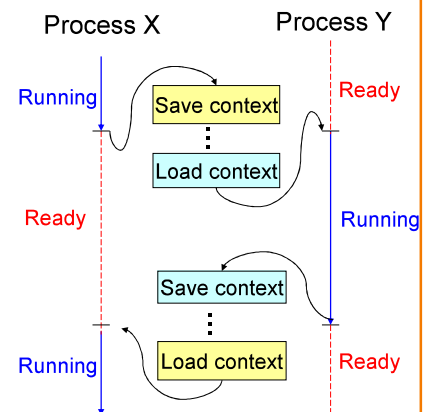 Process X
Process Y
Running
Save context
Ready
Load context
Ready
Running
Save context
Running
Load context
Ready